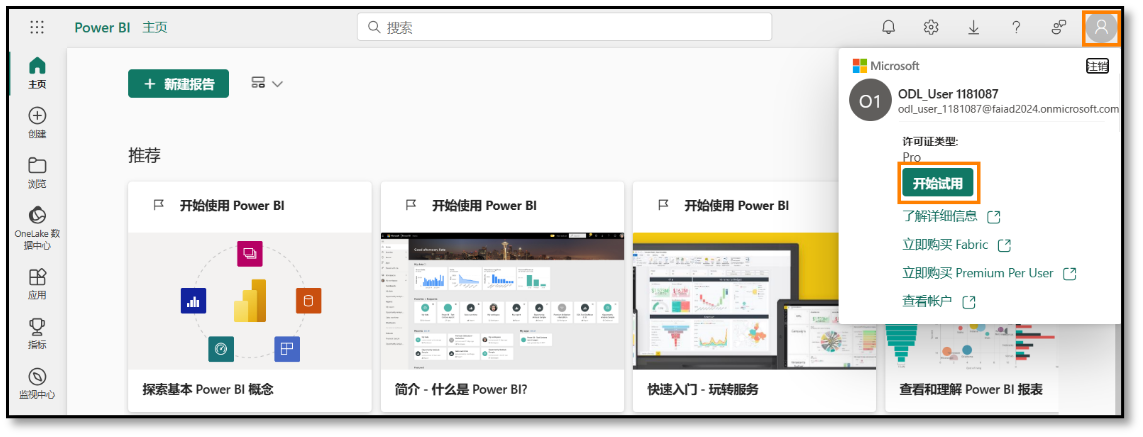 Power BI 主页
搜索
主页
创建
浏览
OneLake 数
据中心
应用
指标
监视中心
+ 新建报告
推荐
开始使用 Power BI
探索基本 Power BI 概念
开始使用 Power BI
简介 - 什么是 Power BI?
开始使用 Power BI
快速入门 - 玩转服务
查看和理解 Power BI 报表
Microsoft
注销
O1
ODL_User 1181087
odl_user_1181087@faiad2024.onmicrosoft.com
许可证类型:
Pro
开始试用
了解详细信息
立即购买 Fabric
立即购买 Premium Per User
查看帐户